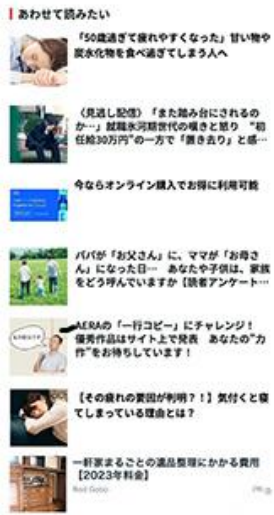 あわせて読みたい
「50歳過ぎて疲れやすくなった」甘い物や
炭水化物を食べ過ぎてしまう人へ
〈見逃し配信〉「また踏み台にされるの
か…」就職氷河期世代の嘆きと怒り “初
任給30万円”の一方で「置き去り」と感…
今ならオンライン購入でお得に利用可能
パパが「お父さん」に、ママが「お母さ
ん」になった日… あなたや子供は、家族
をどう呼んでいますか【読者アンケート…
AERAの「一行コピー」にチャレンジ！
優秀作品はサイト上で発表 あなたの“力
作”をお待ちしています！
【その疲れの要因が判明？！】気付くと寝
てしまっている理由とは？
一軒家まるごとの遺品整理にかかる費用
【2023年料金】
PR